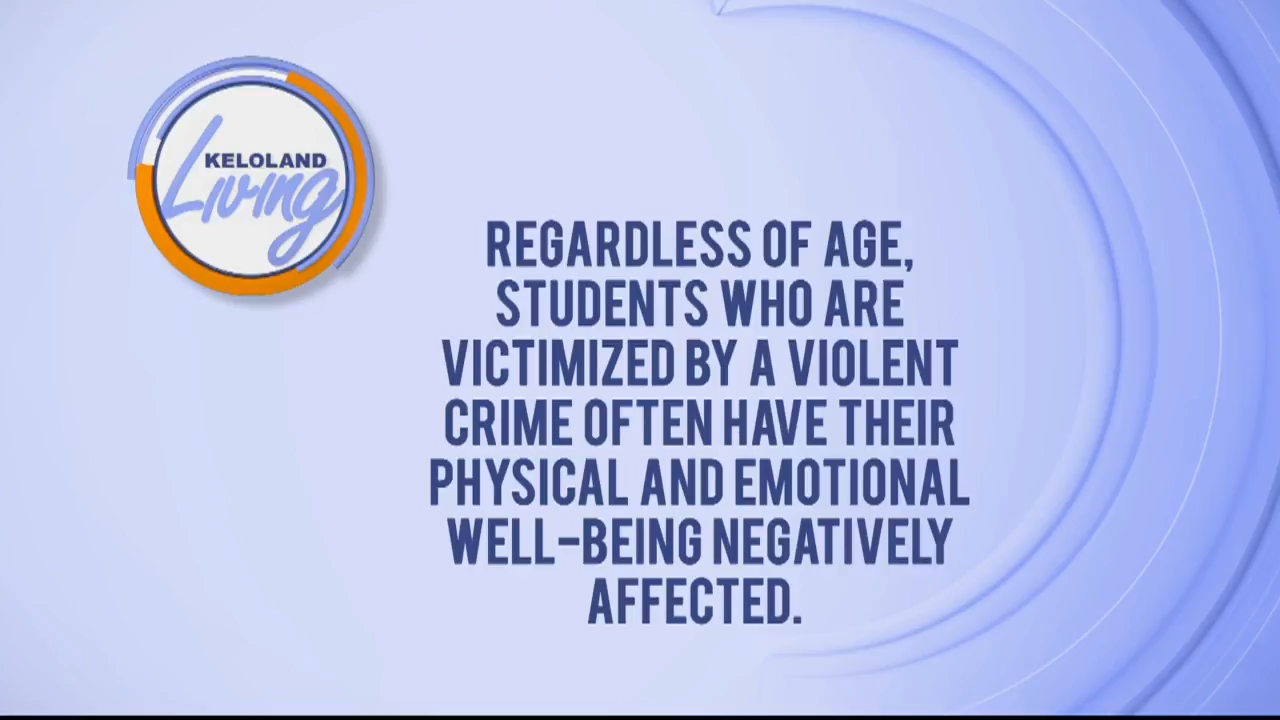 KELOLAND
Living
REGARDLESS OF AGE,
STUDENTS WHO ARE
VICTIMIZED BY A VIOLENT
CRIME OFTEN HAVE THEIR
PHYSICAL AND EMOTIONAL
WELL-BEING NEGATIVELY
AFFECTED.